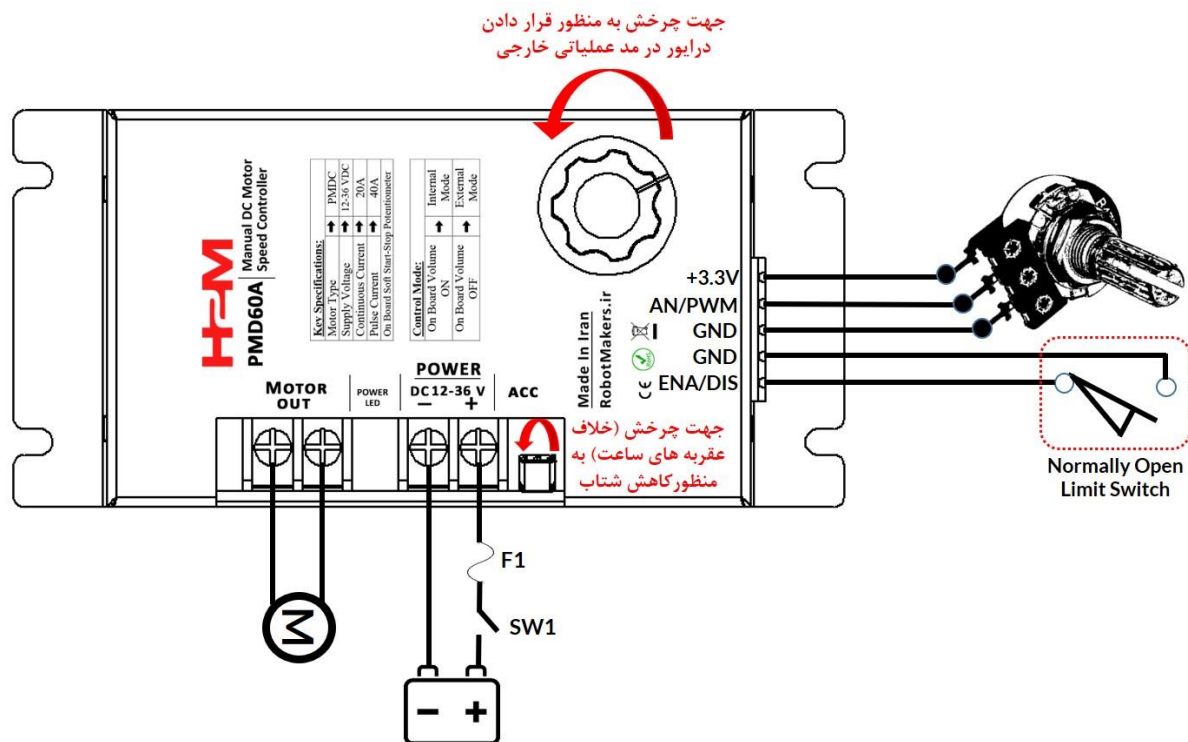 جهت چرخش به منظور قرار دادن
درایور در مد عملیاتی خارجی
H2M
PMD60A
Manual DC Motor
Speed Controller
Key Specifications:
Motor Type ➜ PMDC
Supply Voltage ➜ 12-36 VDC
Continuous Current ➜ 20A
Pulse Current ➜ 40A
On Board Soft Start-Stop Potentiometer
Control Mode:
On Board Volume ON ➜ Internal Mode
On Board Volume OFF ➜ External Mode
+3.3V
AN/PWM
GND
GND
ENA/DIS
Made In Iran
RobotMakers.ir
CE
MOTOR
OUT
POWER
LED
POWER
DC 12-36 V
− +
ACC
جهت چرخش (خلاف
عقربه های ساعت) به
منظورکاهش شتاب
Normally Open
Limit Switch
F1
SW1
M
− +